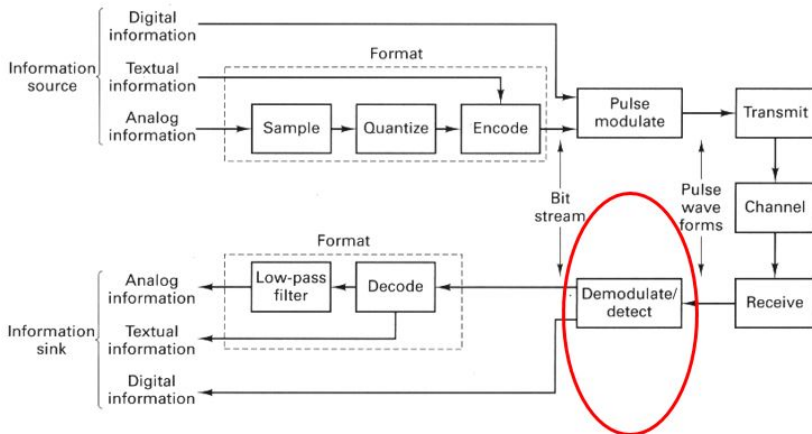 Digital
information
Format
Information
source
Textual
information
Analog
information
Sample
Quantize
Encode
Pulse
modulate
Transmit
Bit
stream
Pulse
wave
forms
Channel
Format
Information
sink
Analog
information
Low-pass
filter
Decode
Demodulate/
detect
Receive
Textual
information
Digital
information